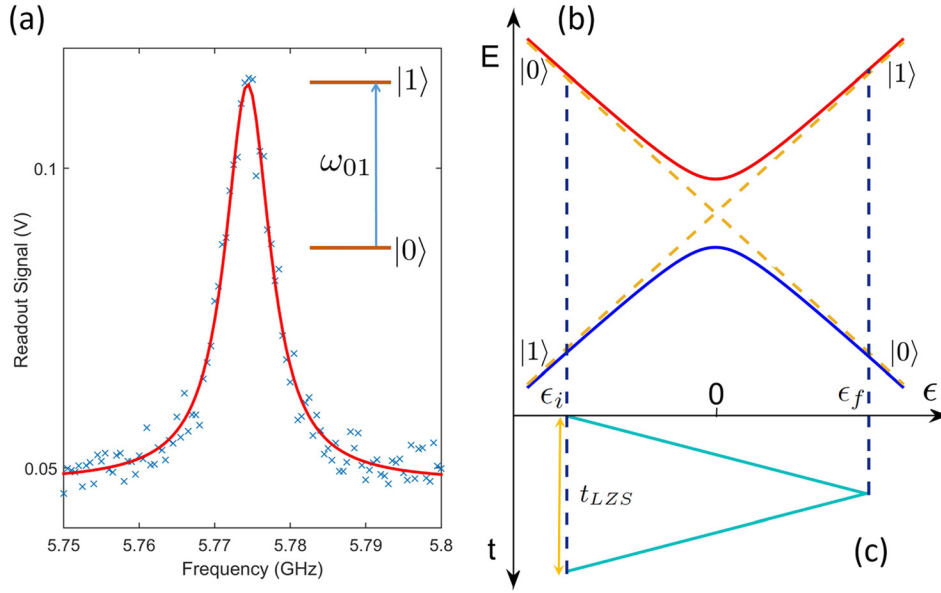 (a)
|1⟩
ω01
|0⟩
0.1
0.05
Readout Signal (V)
5.75 5.76 5.77 5.78 5.79 5.8
Frequency (GHz)
(b)
E
|0⟩
|1⟩
|1⟩
|0⟩
ϵi
0
ϵf
ϵ
tLZS
t
(c)